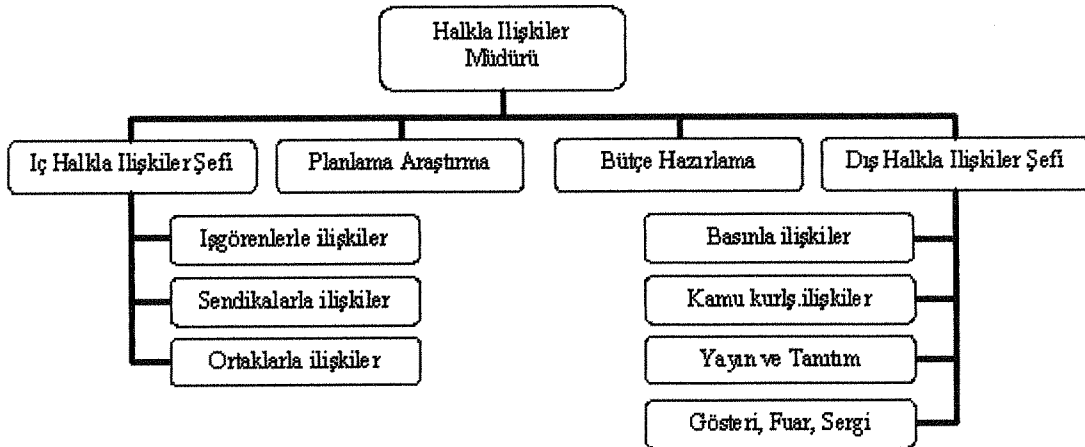 Halkla Ilişkiler
Müdürü
Iç Halkla Ilişkiler Şefi
Planlama Araştırma
Bütçe Hazırlama
Dış Halkla Ilişkiler Şefi
Işgörenlerle ilişkiler
Sendikalarla ilişkiler
Ortaklarla ilişkiler
Basınla ilişkiler
Kamu kurlş.ilişkiler
Yayın ve Tanıtım
Gösteri, Fuar, Sergi